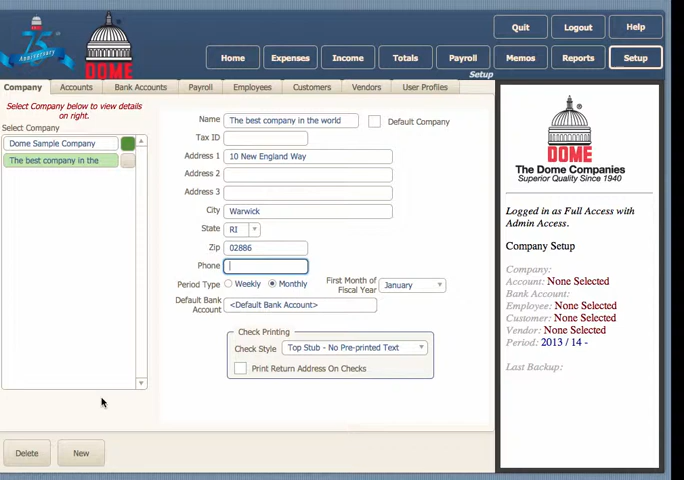 75th
Anniversary
DOME
Quit
Logout
Help
Home
Expenses
Income
Totals
Payroll
Memos
Reports
Setup
Setup
Company
Accounts
Bank Accounts
Payroll
Employees
Customers
Vendors
User Profiles
Select Company below to view details
on right.
Select Company
Dome Sample Company
The best company in the
Delete
New
Name The best company in the world Default Company
Tax ID
Address 1 10 New England Way
Address 2
Address 3
City Warwick
State RI
Zip 02886
Phone
Period Type Weekly Monthly
First Month of
Fiscal Year January
Default Bank
Account <Default Bank Account>
Check Printing
Check Style Top Stub - No Pre-printed Text
Print Return Address On Checks
DOME
The Dome Companies
Superior Quality Since 1940
Logged in as Full Access with
Admin Access.
Company Setup
Company:
Account: None Selected
Bank Account:
Employee: None Selected
Customer: None Selected
Vendor: None Selected
Period: 2013 / 14 -
Last Backup: